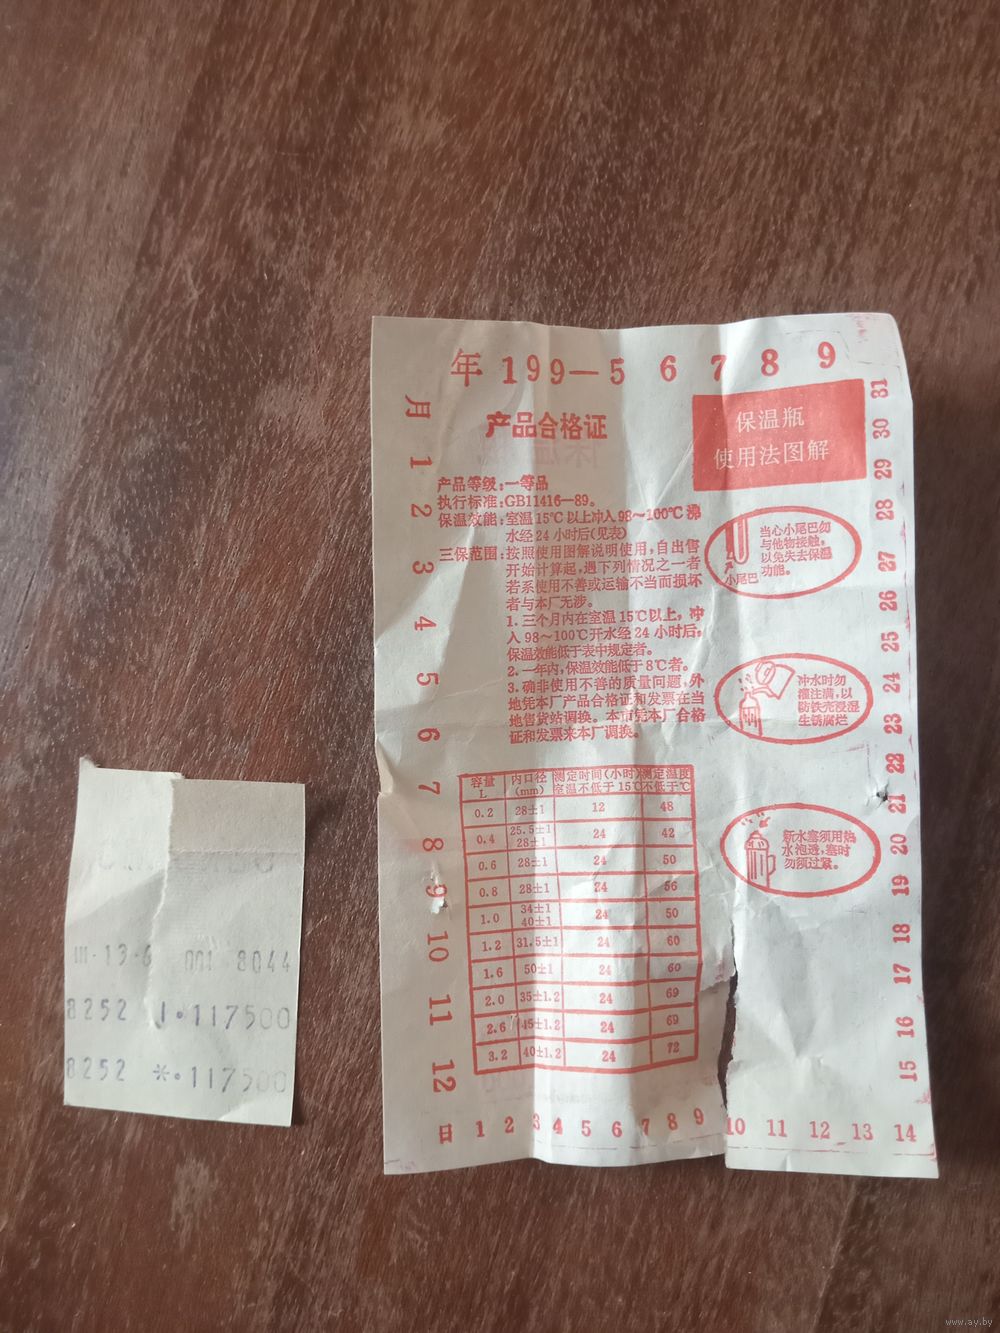 年 199—5 6 7 8 9
月 1 2 3 4 5 6 7 8 9 10 11 12
日 1 2 3 4 5 6 7 8 9 10 11 12 13 14
15 16 17 18 19 20 21 22 23 24 25 26 27 28 29 30 31
产品合格证
产品等级:一等品
执行标准:GB11416—89。
保温效能:室温15℃以上冲入98~100℃沸
水经24小时后(见表)
三保范围:按照使用图解说明使用,自出售
开始计算起,遇下列情况之一者
若系使用不善或运输不当而损坏
者与本厂无涉。
1.三个月内在室温15℃以上,冲
入98~100℃开水经24小时后,
保温效能低于表中规定者。
2.一年内,保温效能低于8℃者。
3.确非使用不善的质量问题,外
地凭本厂产品合格证和发票在当
地售货站调换。本市凭本厂合格
证和发票来本厂调换。
容量 内口径 测定时间(小时) 测定温度
L (mm) 室温不低于15℃ 不低于℃
0.2 28±1 12 48
0.4 25.5±1 24 42
28±1
0.6 28±1 24 50
0.8 28±1 24 56
1.0 34±1 24 50
40±1
1.2 31.5±1 24 60
1.6 50±1 24 60
2.0 35±1.2 24 69
2.6 45±1.2 24 69
3.2 40±1.2 24 72
保温瓶
使用法图解
当心小尾巴勿
与他物接触,
以免失去保温
功能。
小尾巴
冲水时勿
灌注满,以
防铁壳浸湿
生锈腐烂
新水塞须用热
水泡透,塞时
勿须过紧。
001 8044
8252 1·117500
8252 *·117500
www.ay.by